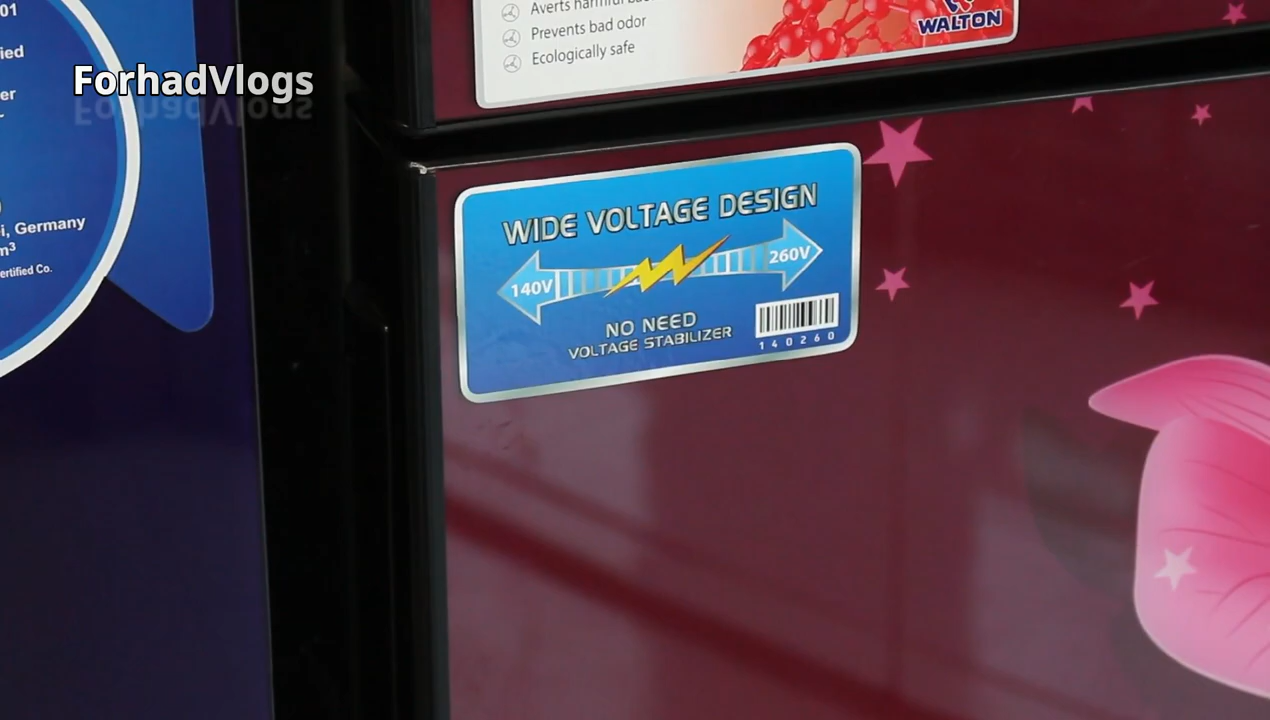 01
ForhadVlogs
i, Germany
ertified Co.
Averts harmful
Prevents bad odor
Ecologically safe
WALTON
WIDE VOLTAGE DESIGN
140V
260V
NO NEED
VOLTAGE STABILIZER
140260